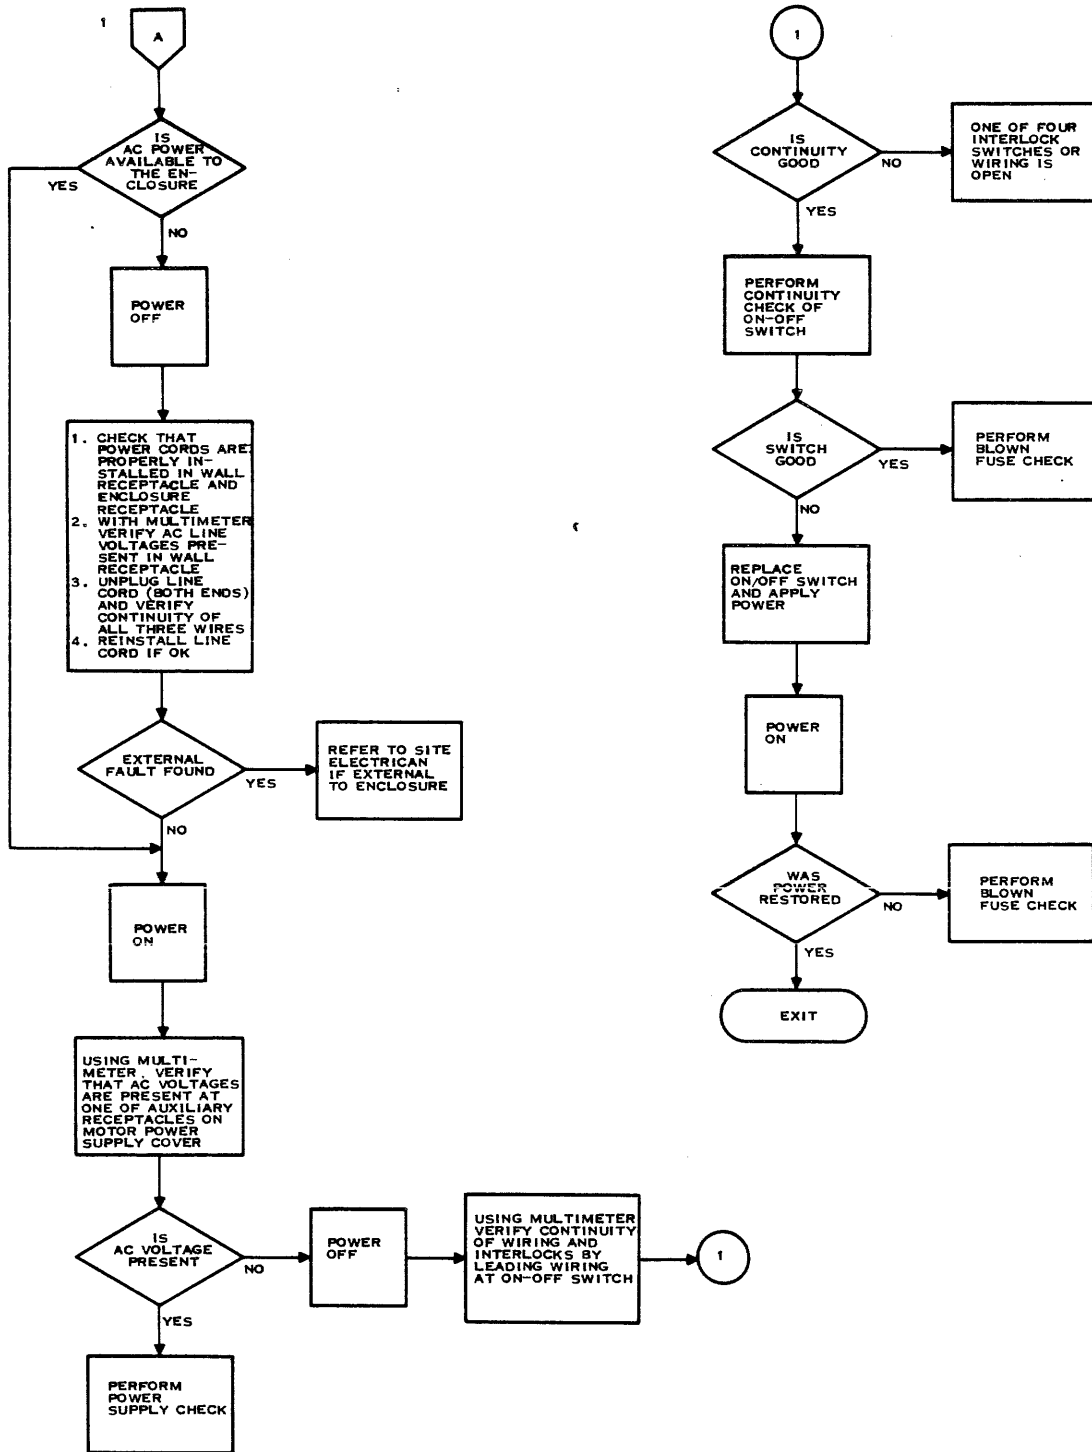 1
A
IS
AC POWER
AVAILABLE TO
THE EN-
CLOSURE
YES
NO
POWER
OFF
1. CHECK THAT
POWER CORDS ARE
PROPERLY IN-
STALLED IN WALL
RECEPTACLE AND
ENCLOSURE
RECEPTACLE
2. WITH MULTIMETER
VERIFY AC LINE
VOLTAGES PRE-
SENT IN WALL
RECEPTACLE
3. UNPLUG LINE
CORD (BOTH ENDS)
AND VERIFY
CONTINUITY OF
ALL THREE WIRES
4. REINSTALL LINE
CORD IF OK
EXTERNAL
FAULT FOUND
YES
REFER TO SITE
ELECTRICAN
IF EXTERNAL
TO ENCLOSURE
NO
POWER
ON
USING MULTI-
METER, VERIFY
THAT AC VOLTAGES
ARE PRESENT AT
ONE OF AUXILIARY
RECEPTACLES ON
MOTOR POWER
SUPPLY COVER
IS
AC VOLTAGE
PRESENT
NO
POWER
OFF
USING MULTIMETER
VERIFY CONTINUITY
OF WIRING AND
INTERLOCKS BY
LEADING WIRING
AT ON-OFF SWITCH
1
YES
PERFORM
POWER
SUPPLY CHECK
1
IS
CONTINUITY
GOOD
NO
ONE OF FOUR
INTERLOCK
SWITCHES OR
WIRING IS
OPEN
YES
PERFORM
CONTINUITY
CHECK OF
ON-OFF
SWITCH
IS
SWITCH
GOOD
YES
PERFORM
BLOWN
FUSE CHECK
NO
REPLACE
ON/OFF SWITCH
AND APPLY
POWER
POWER
ON
WAS
POWER
RESTORED
NO
PERFORM
BLOWN
FUSE CHECK
YES
EXIT